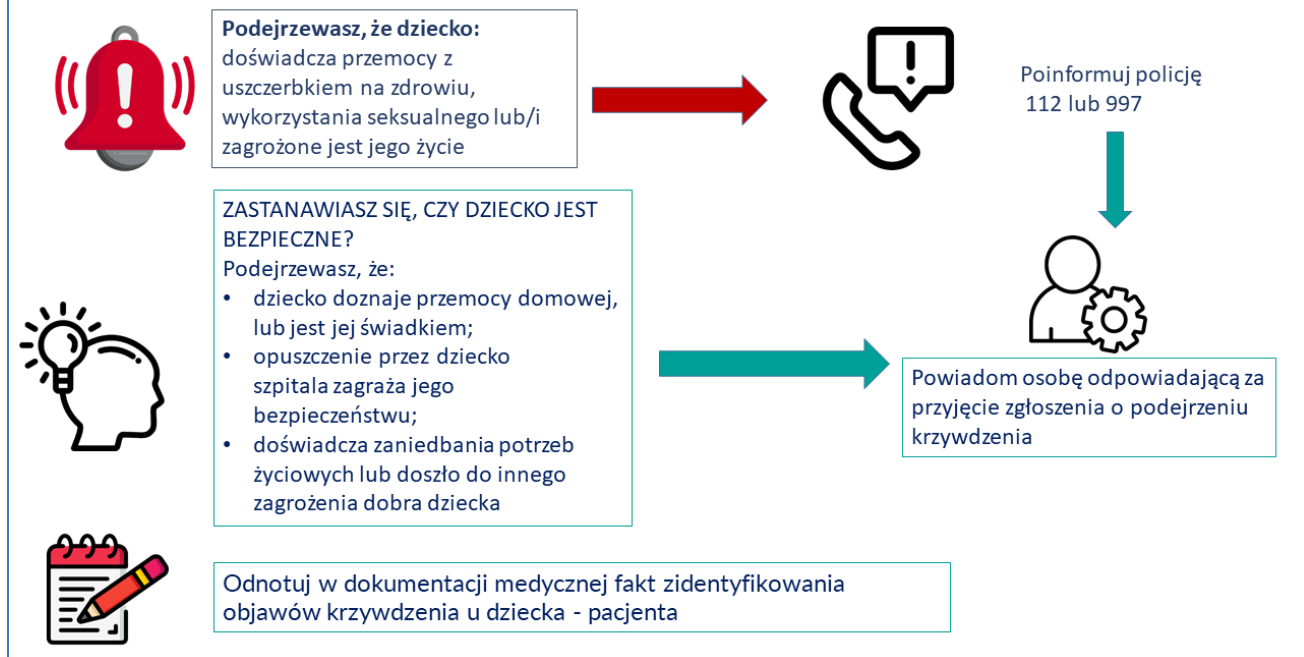 Podejrzewasz, że dziecko:
doświadcza przemocy z
uszczerbkiem na zdrowiu,
wykorzystania seksualnego lub/i
zagrożone jest jego życie
Poinformuj policję
112 lub 997
ZASTANAWIASZ SIĘ, CZY DZIECKO JEST
BEZPIECZNE?
Podejrzewasz, że:
• dziecko doznaje przemocy domowej,
lub jest jej świadkiem;
• opuszczenie przez dziecko
szpitala zagraża jego
bezpieczeństwu;
• doświadcza zaniedbania potrzeb
życiowych lub doszło do innego
zagrożenia dobra dziecka
Powiadom osobę odpowiadającą za
przyjęcie zgłoszenia o podejrzeniu
krzywdzenia
Odnotuj w dokumentacji medycznej fakt zidentyfikowania
objawów krzywdzenia u dziecka - pacjenta